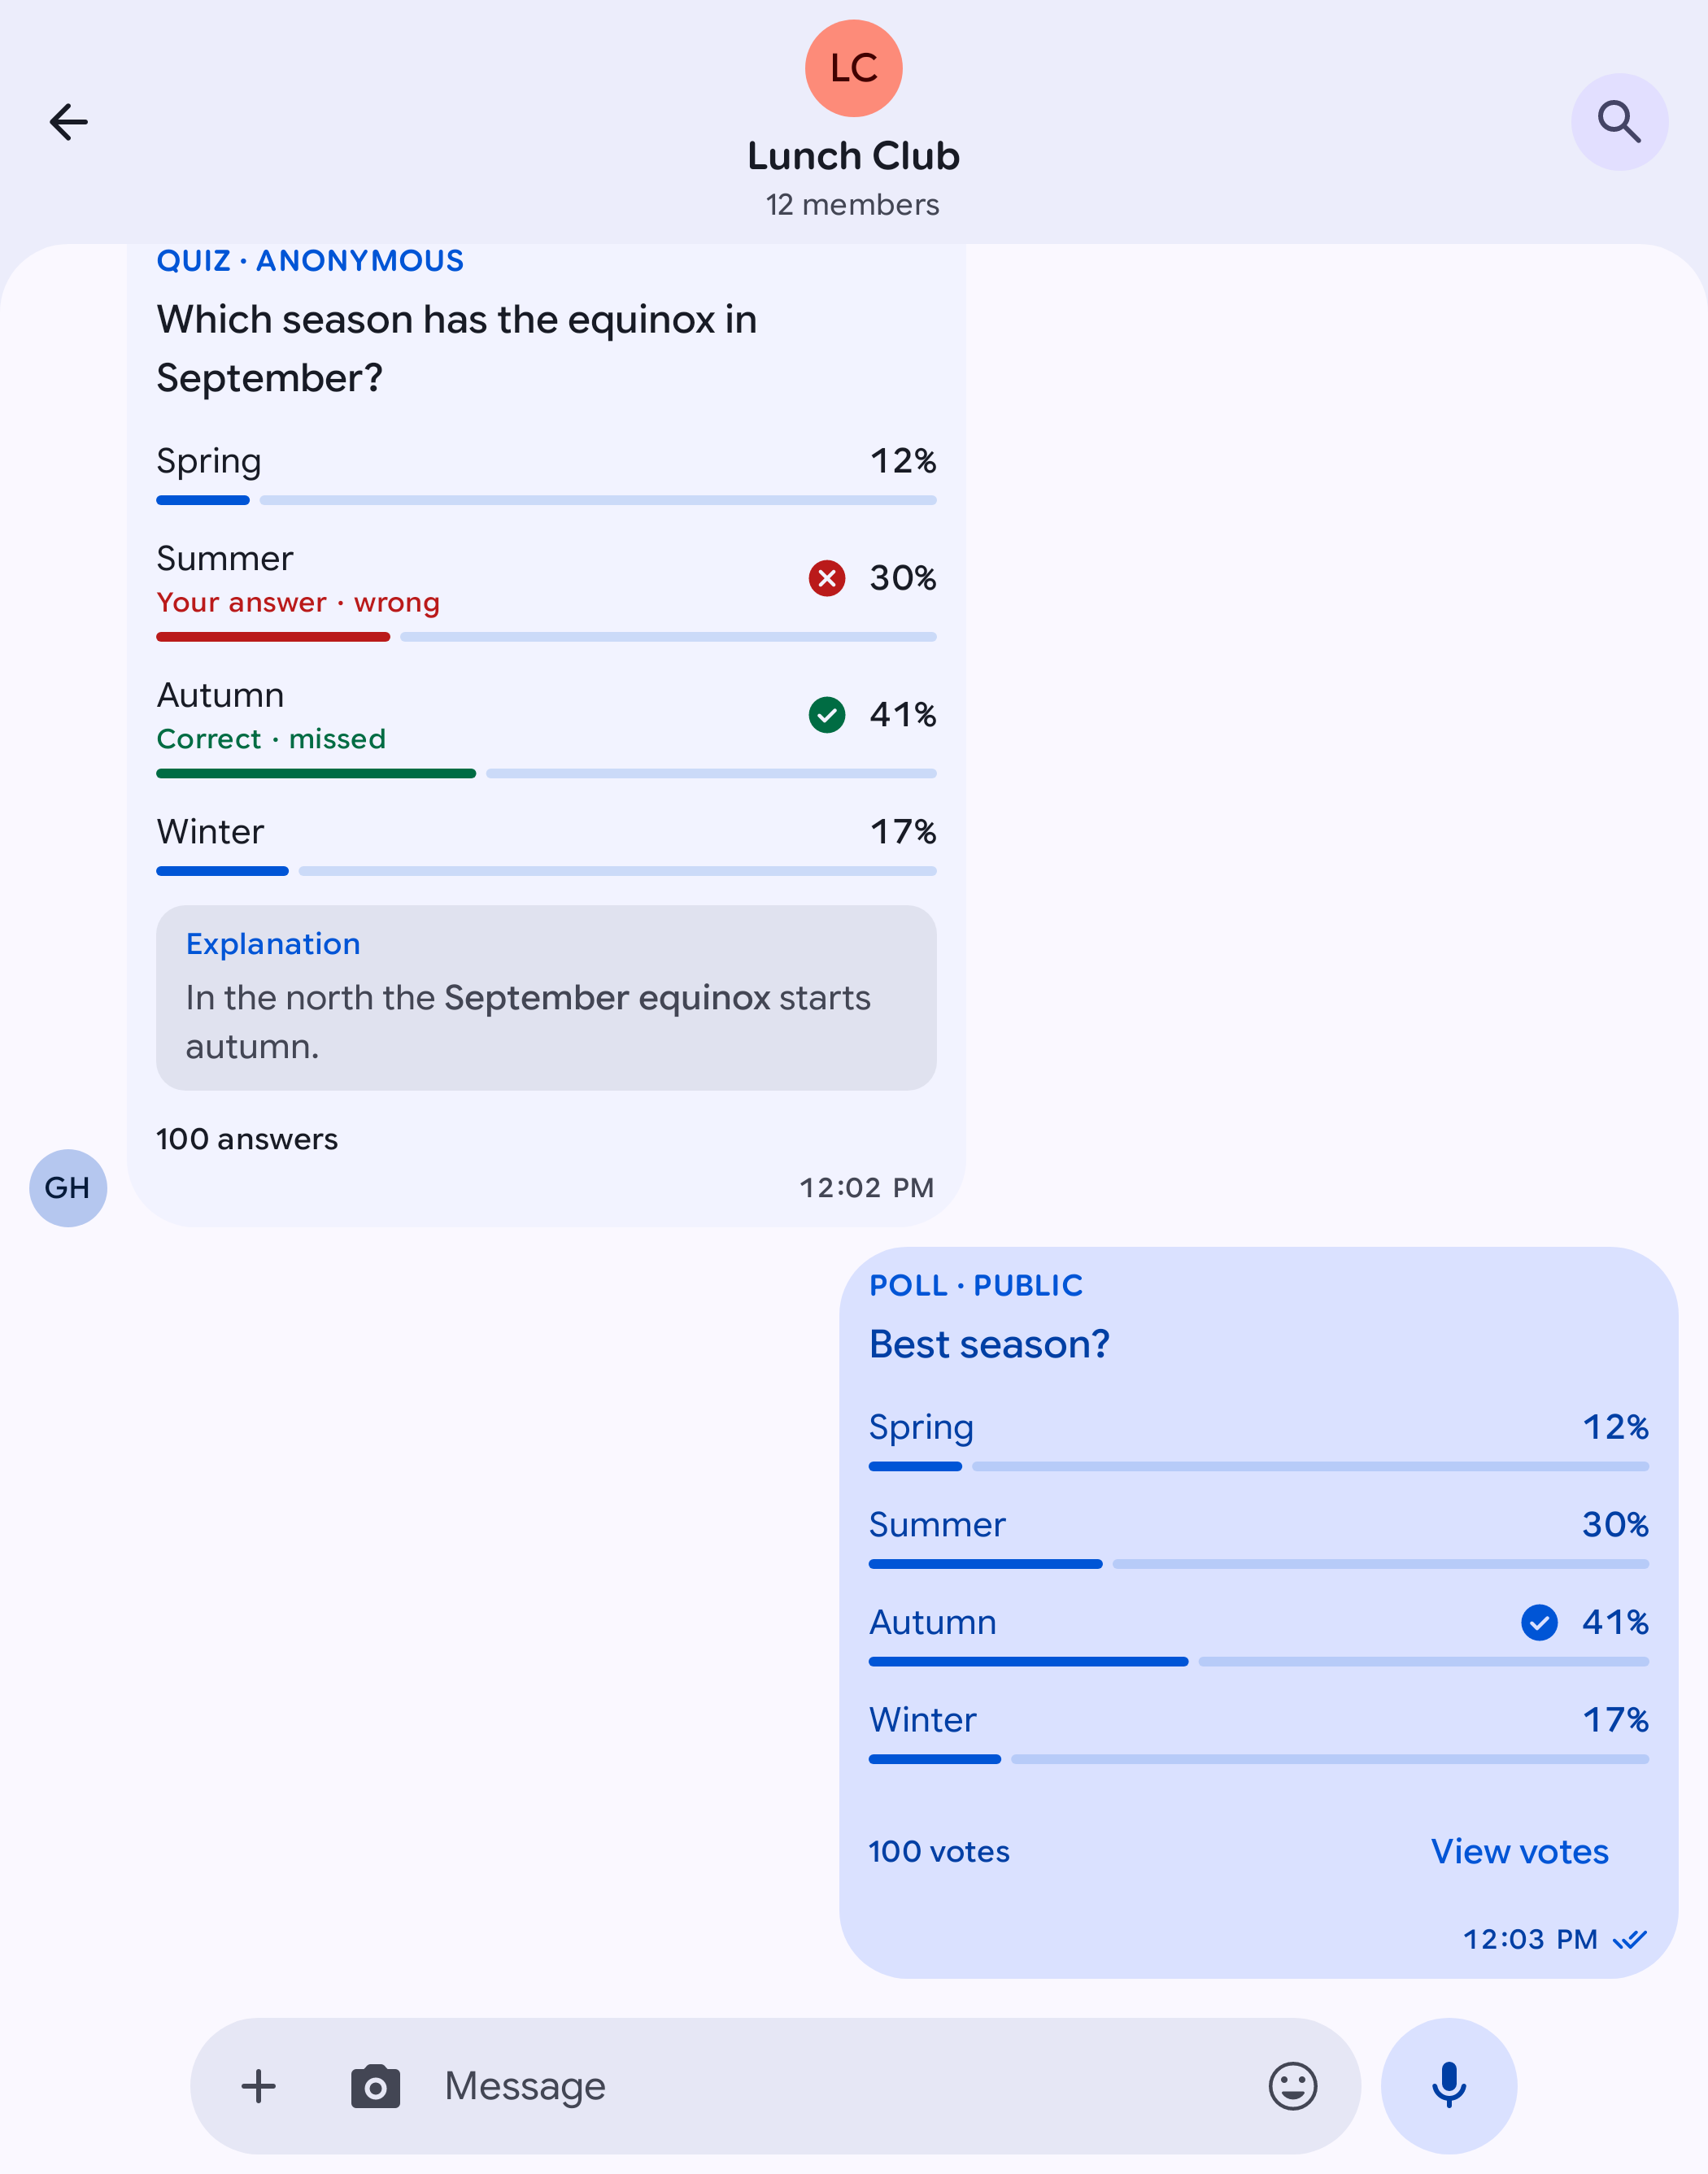 LC
Lunch Club
12 members
QUIZ · ANONYMOUS
Which season has the equinox in
September?
Spring 12%
Summer 30%
Your answer · wrong
Autumn 41%
Correct · missed
Winter 17%
Explanation
In the north the September equinox starts
autumn.
100 answers
GH
12:02 PM
POLL · PUBLIC
Best season?
Spring 12%
Summer 30%
Autumn 41%
Winter 17%
100 votes View votes
12:03 PM
Message